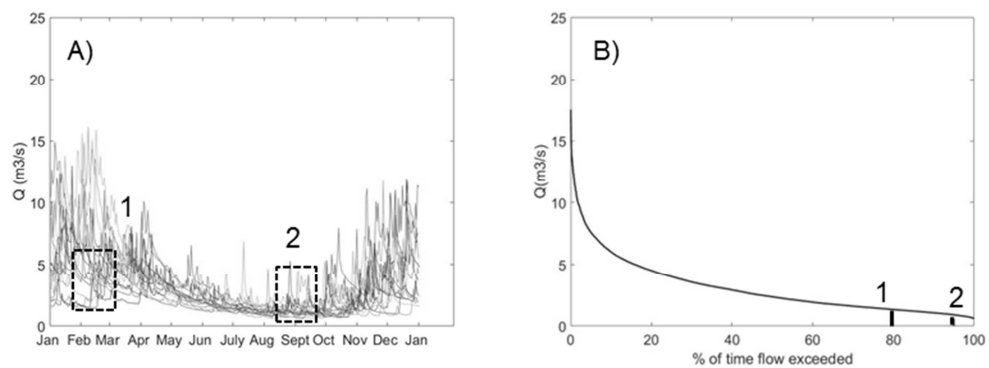 A)
25
20
15
10
5
0
Q (m3/s)
1
2
Jan Feb Mar Apr May Jun July Aug Sept Oct Nov Dec Jan
B)
25
20
15
10
5
0
Q(m3/s)
1
2
0 20 40 60 80 100
% of time flow exceeded